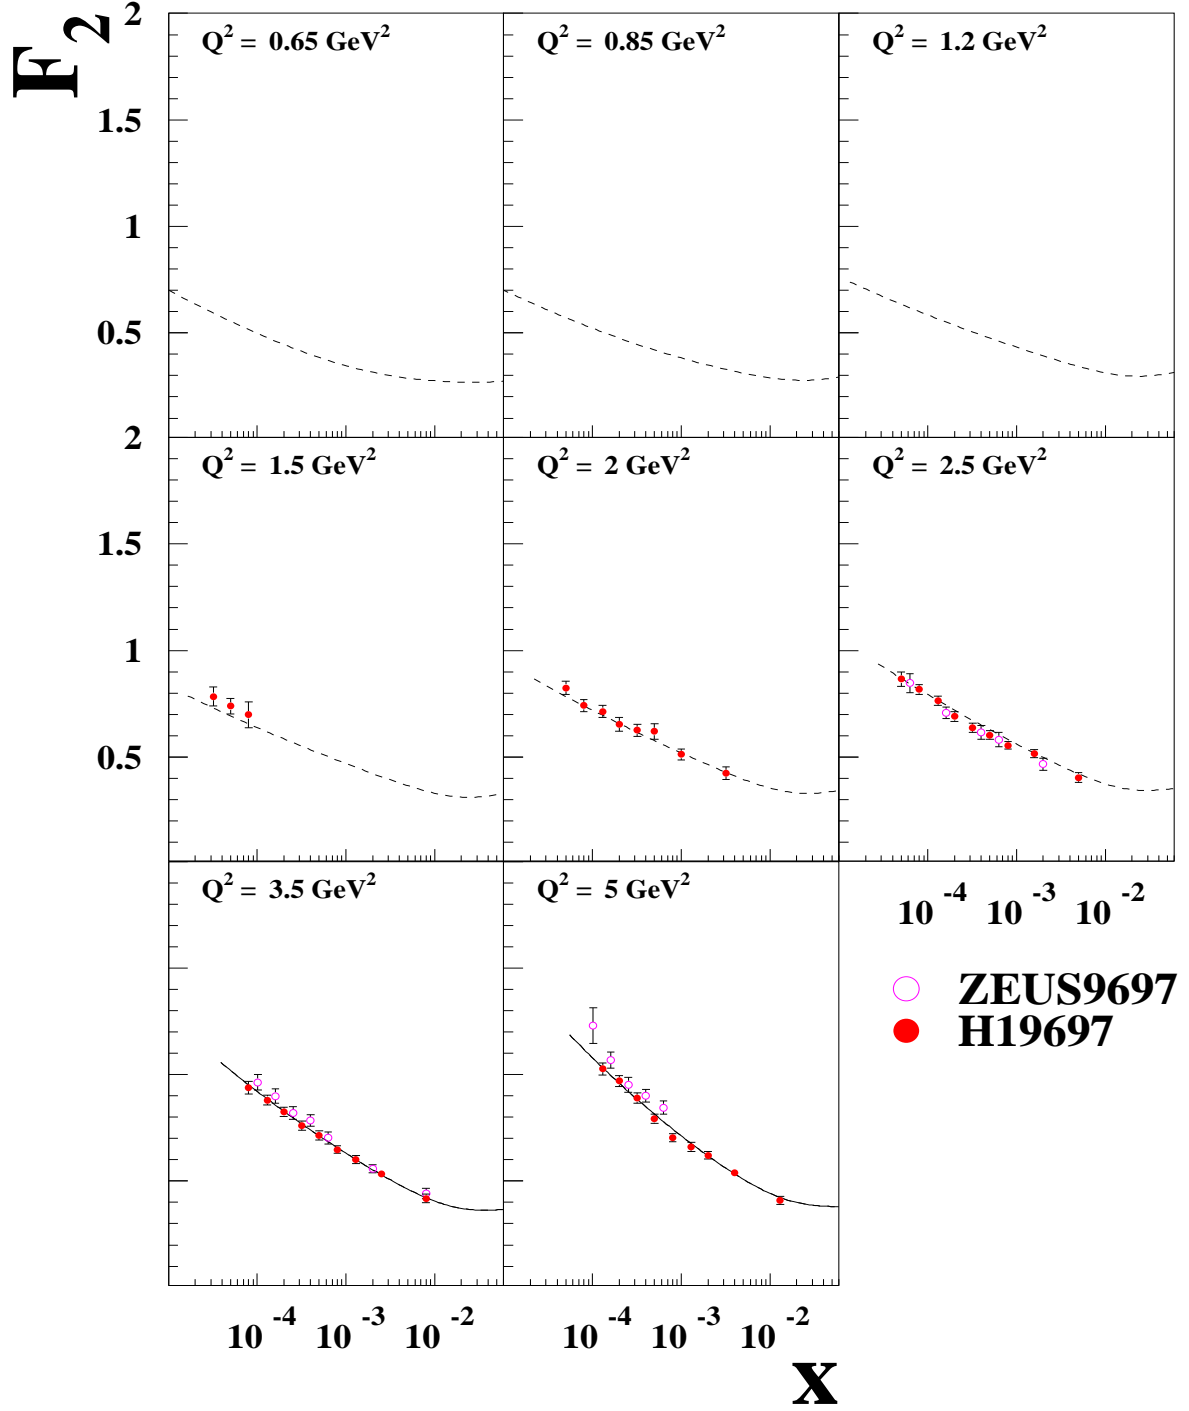 F₂
2
Q² = 0.65 GeV²
Q² = 0.85 GeV²
Q² = 1.2 GeV²
1.5
1
0.5
2
Q² = 1.5 GeV²
Q² = 2 GeV²
Q² = 2.5 GeV²
1.5
1
0.5
Q² = 3.5 GeV²
Q² = 5 GeV²
10⁻⁴ 10⁻³ 10⁻²
ZEUS9697
H19697
10⁻⁴ 10⁻³ 10⁻²
10⁻⁴ 10⁻³ 10⁻²
x